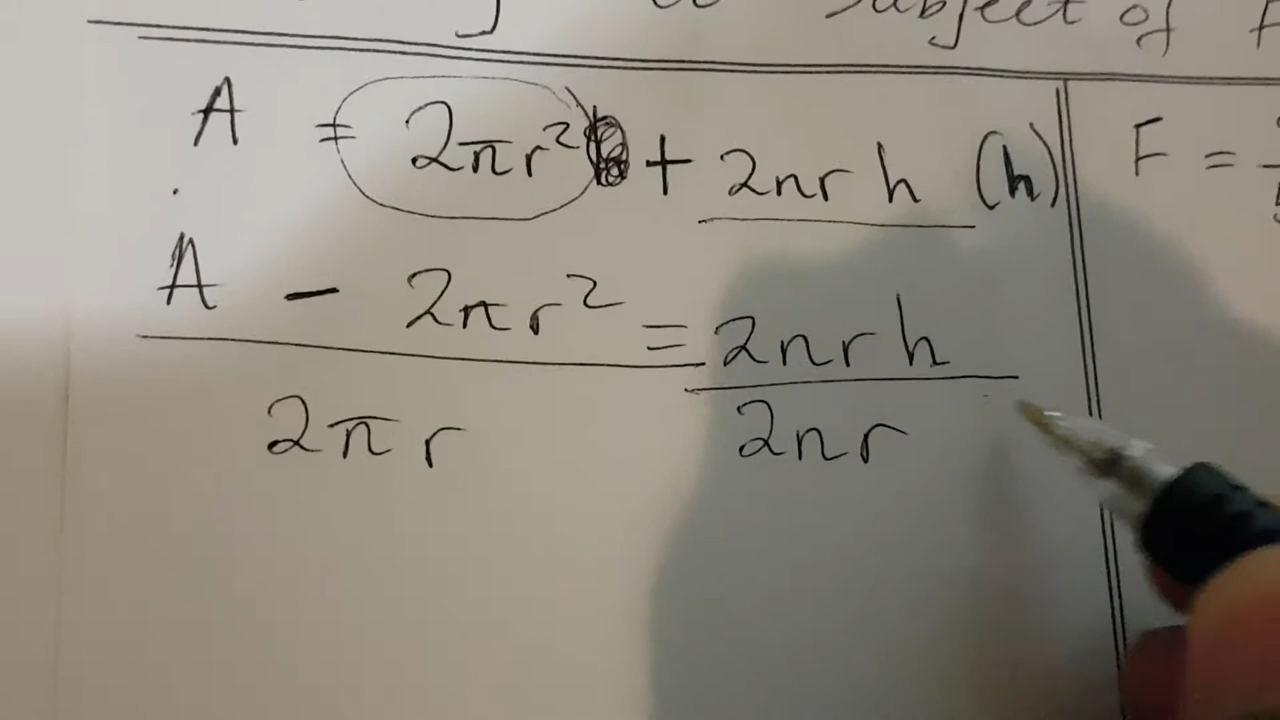 subject of
A = 2πr² + 2πrh (h)
F =
A - 2πr² = 2πrh
2πr 2πr